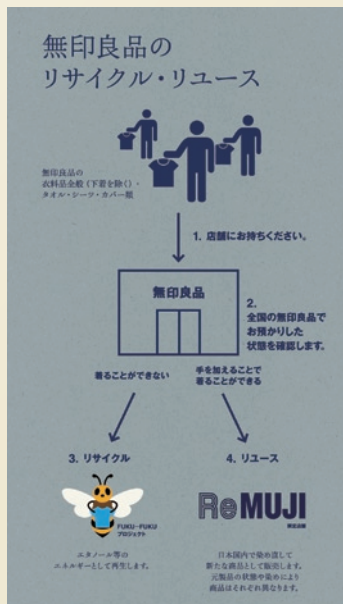 無印良品の
リサイクル・リユース
無印良品の
衣料品全般（下着を除く）・
タオル・シーツ・カバー類
1. 店舗にお持ちください。
無印良品
2.
全国の無印良品で
お預かりした
状態を確認します。
着ることができない
手を加えることで
着ることができる
3. リサイクル
4. リユース
FUKU-FUKU
プロジェクト
ReMUJI
エタノール等の
エネルギーとして再生します。
日本国内で染め直して
新たな商品として販売します。
元製品の状態や染めにより
商品はそれぞれ異なります。